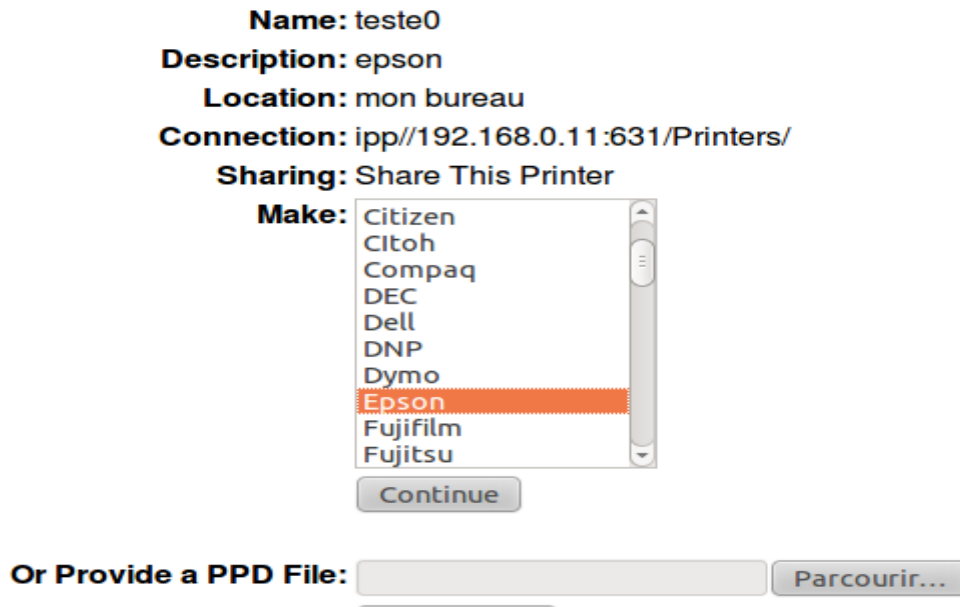 Name: teste0
Description: epson
Location: mon bureau
Connection: ipp//192.168.0.11:631/Printers/
Sharing: Share This Printer
Make: Citizen
CItoh
Compaq
DEC
Dell
DNP
Dymo
Epson
Fujifilm
Fujitsu
Continue
Or Provide a PPD File: Parcourir...